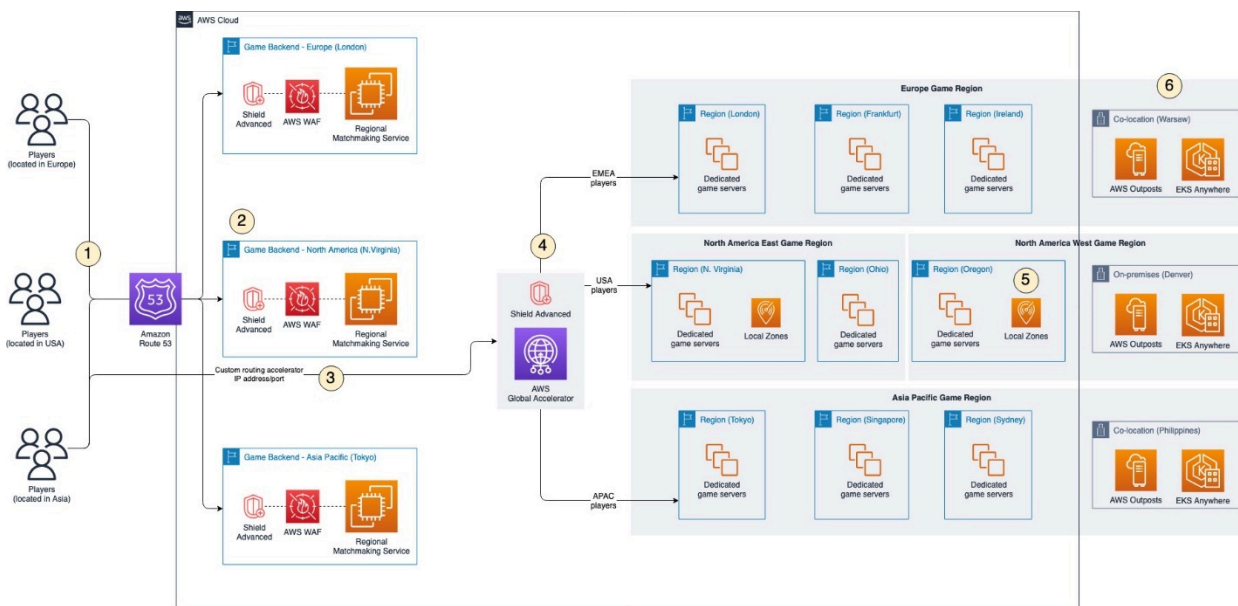 aws
AWS Cloud
Game Backend - Europe (London)
Shield
Advanced
AWS WAF
Regional
Matchmaking Service
Players
(located in Europe)
1
2
Game Backend - North America (N.Virginia)
Shield
Advanced
AWS WAF
Regional
Matchmaking Service
Players
(located in USA)
53
Amazon
Route 53
Custom routing accelerator
IP address/port
3
Players
(located in Asia)
Game Backend - Asia Pacific (Tokyo)
Shield
Advanced
AWS WAF
Regional
Matchmaking Service
4
Shield Advanced
AWS
Global Accelerator
EMEA
players
USA
players
APAC
players
Europe Game Region
6
Region (London)
Dedicated
game servers
Region (Frankfurt)
Dedicated
game servers
Region (Ireland)
Dedicated
game servers
Co-location (Warsaw)
AWS Outposts
K
EKS Anywhere
North America East Game Region
Region (N. Virginia)
Dedicated
game servers
Local Zones
Region (Ohio)
Dedicated
game servers
North America West Game Region
Region (Oregon)
5
Dedicated
game servers
Local Zones
On-premises (Denver)
AWS Outposts
K
EKS Anywhere
Asia Pacific Game Region
Region (Tokyo)
Dedicated
game servers
Region (Singapore)
Dedicated
game servers
Region (Sydney)
Dedicated
game servers
Co-location (Philippines)
AWS Outposts
K
EKS Anywhere